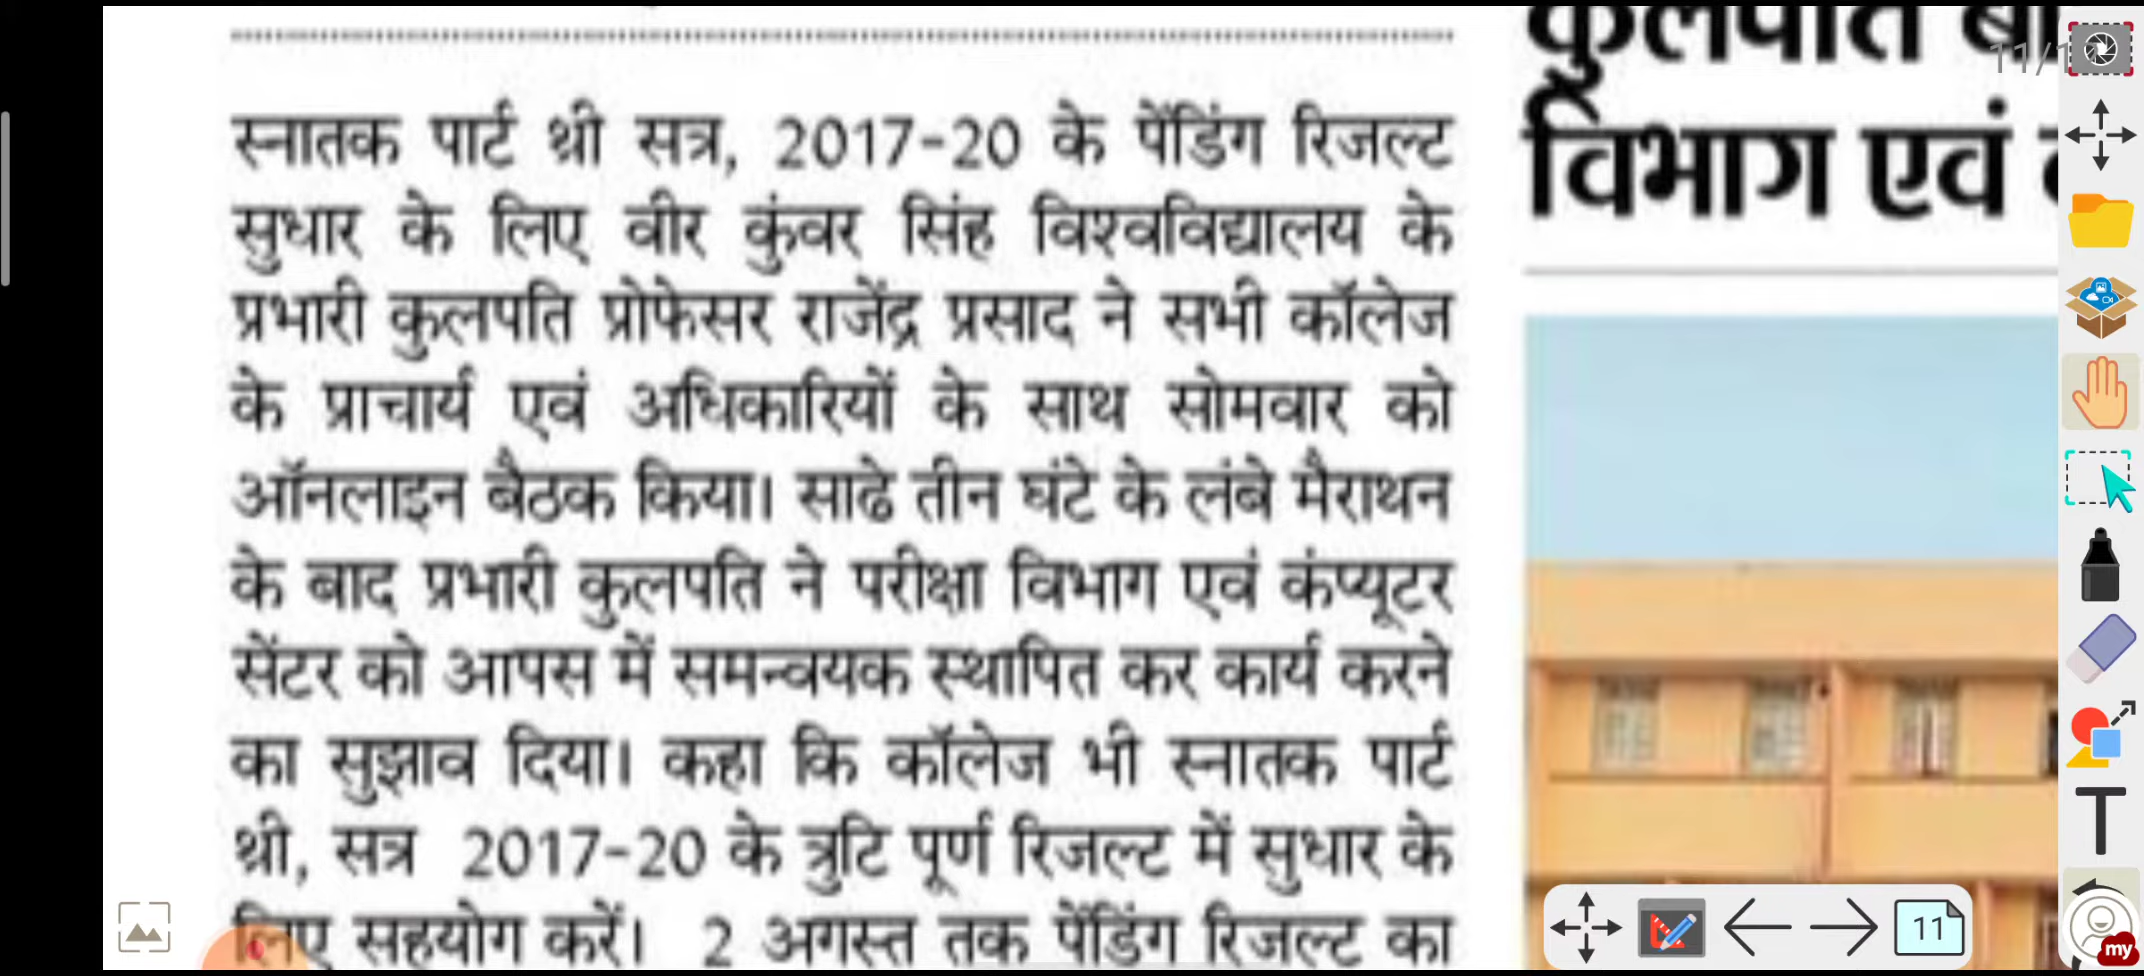 स्नातक पार्ट थ्री सत्र, 2017-20 के पेंडिंग रिजल्ट
सुधार के लिए वीर कुंवर सिंह विश्वविद्यालय के
प्रभारी कुलपति प्रोफेसर राजेंद्र प्रसाद ने सभी कॉलेज
के प्राचार्य एवं अधिकारियों के साथ सोमवार को
ऑनलाइन बैठक किया। साढे तीन घंटे के लंबे मैराथन
के बाद प्रभारी कुलपति ने परीक्षा विभाग एवं कंप्यूटर
सेंटर को आपस में समन्वयक स्थापित कर कार्य करने
का सुझाव दिया। कहा कि कॉलेज भी स्नातक पार्ट
थ्री, सत्र 2017-20 के त्रुटि पूर्ण रिजल्ट में सुधार के
लिए सहयोग करें। 2 अगस्त तक पेंडिंग रिजल्ट का
कुलपति
विभाग एवं
T
11
my